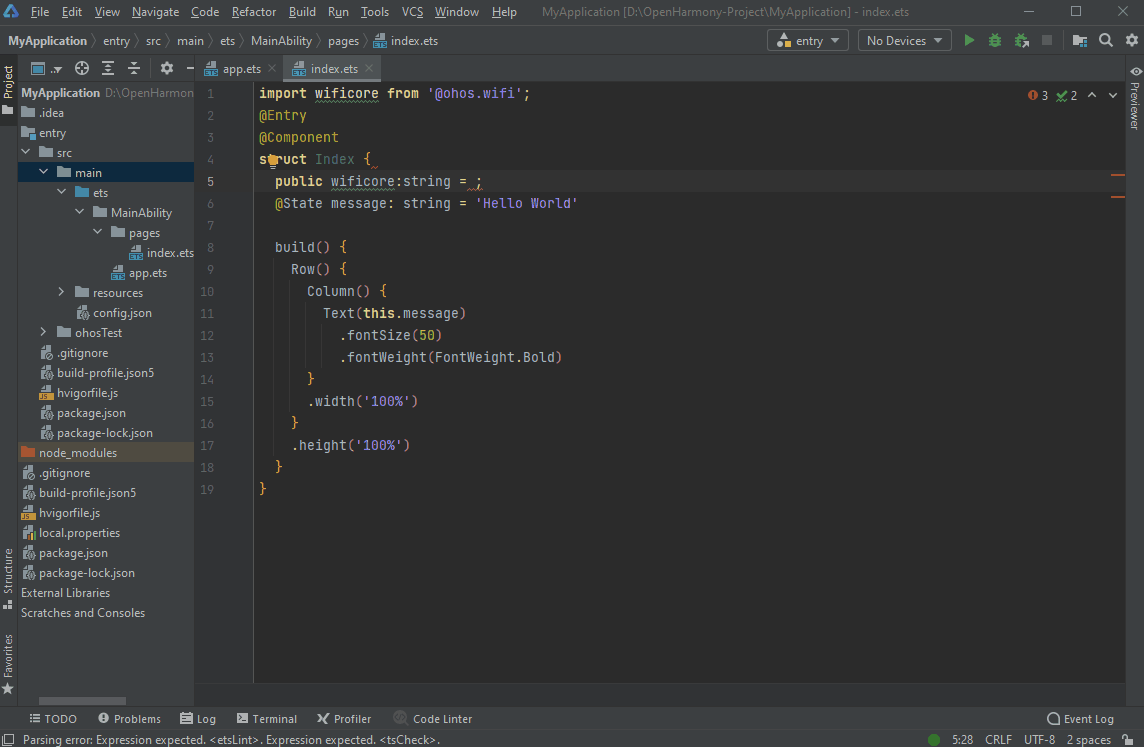 File Edit View Navigate Code Refactor Build Run Tools VCS Window Help MyApplication [D:\OpenHarmony-Project\MyApplication] - index.ets
MyApplication entry src main ets MainAbility pages index.ets entry No Devices
Project
app.ets index.ets
MyApplication D:\OpenHarmon
.idea
entry
src
main
ets
MainAbility
pages
index.ets
app.ets
resources
config.json
ohosTest
.gitignore
build-profile.json5
hvigorfile.js
package.json
package-lock.json
node_modules
.gitignore
build-profile.json5
hvigorfile.js
local.properties
package.json
package-lock.json
External Libraries
Scratches and Consoles
Structure
Favorites
1 import wificore from '@ohos.wifi';
2 @Entry
3 @Component
4 struct Index {
5 public wificore:string = ;
6 @State message: string = 'Hello World'
7
8 build() {
9 Row() {
10 Column() {
11 Text(this.message)
12 .fontSize(50)
13 .fontWeight(FontWeight.Bold)
14 }
15 .width('100%')
16 }
17 .height('100%')
18 }
19 }
3 2
Previewer
TODO Problems Log Terminal Profiler Code Linter Event Log
Parsing error: Expression expected. <etsLint>. Expression expected. <tsCheck>. 5:28 CRLF UTF-8 2 spaces